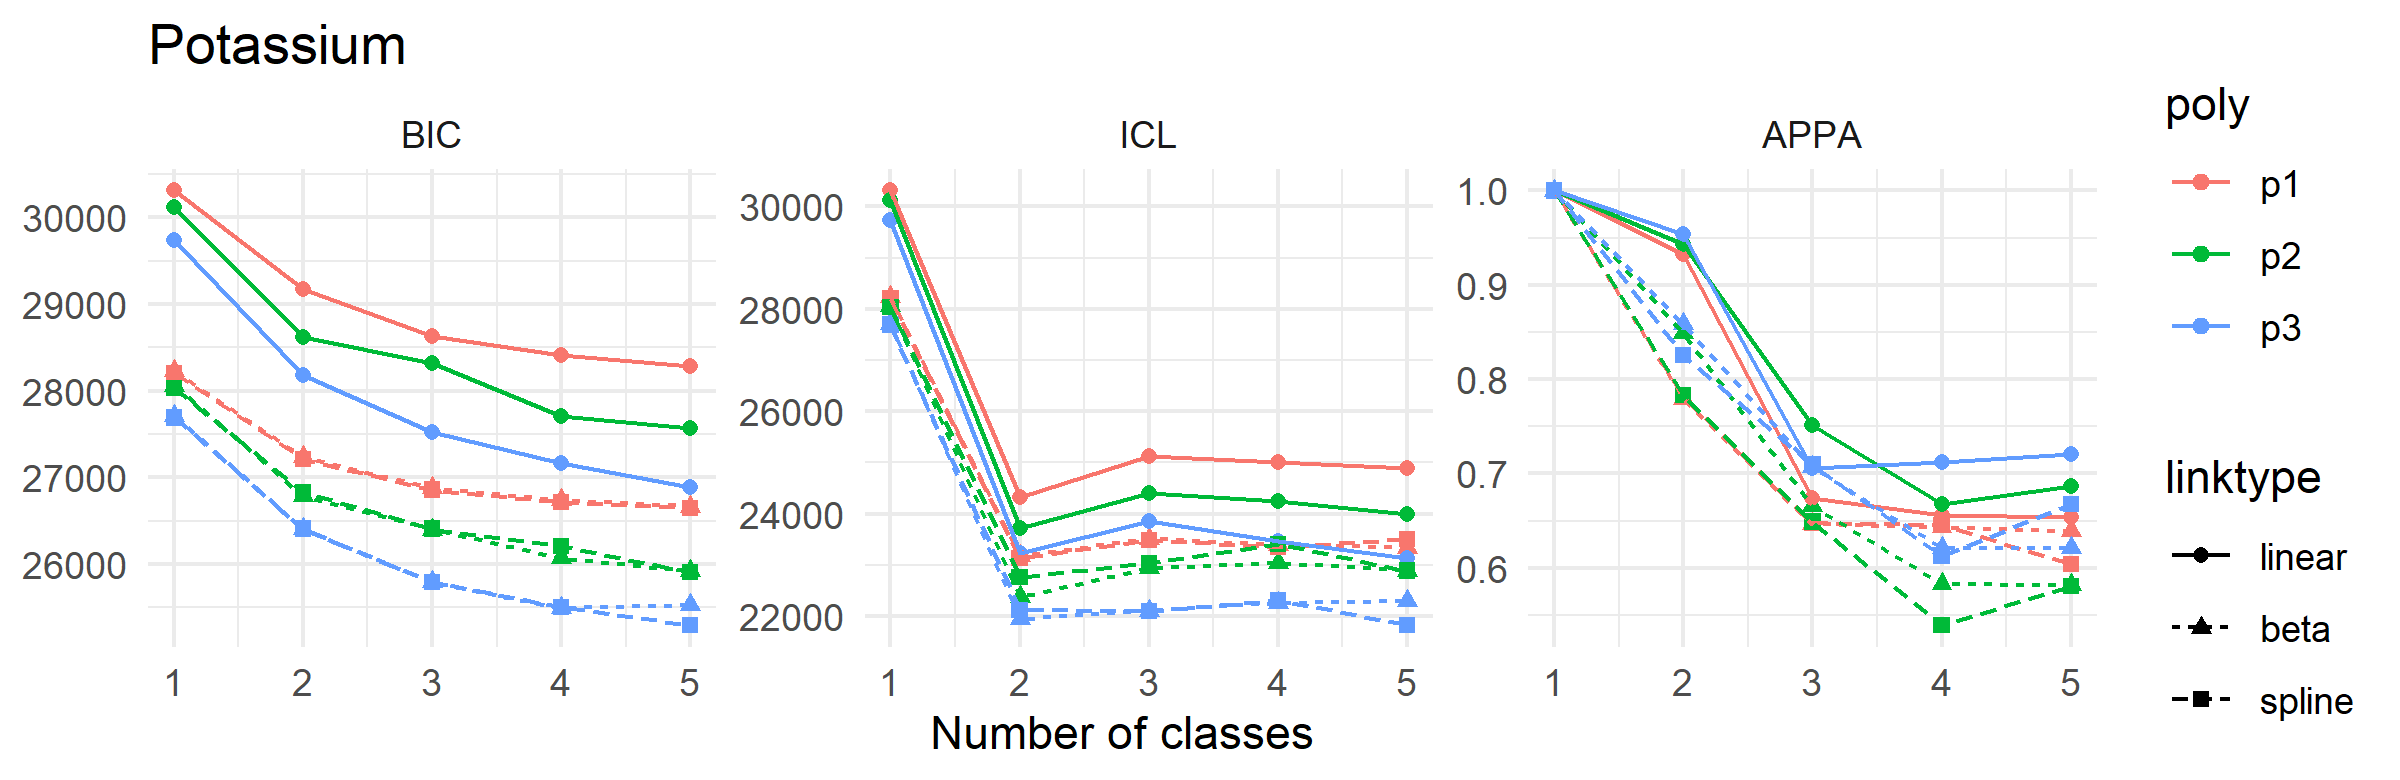 Potassium
BIC
ICL
APPA
30000
29000
28000
27000
26000
1 2 3 4 5
30000
28000
26000
24000
22000
1 2 3 4 5
1.0
0.9
0.8
0.7
0.6
1 2 3 4 5
Number of classes
poly
p1
p2
p3
linktype
linear
beta
spline